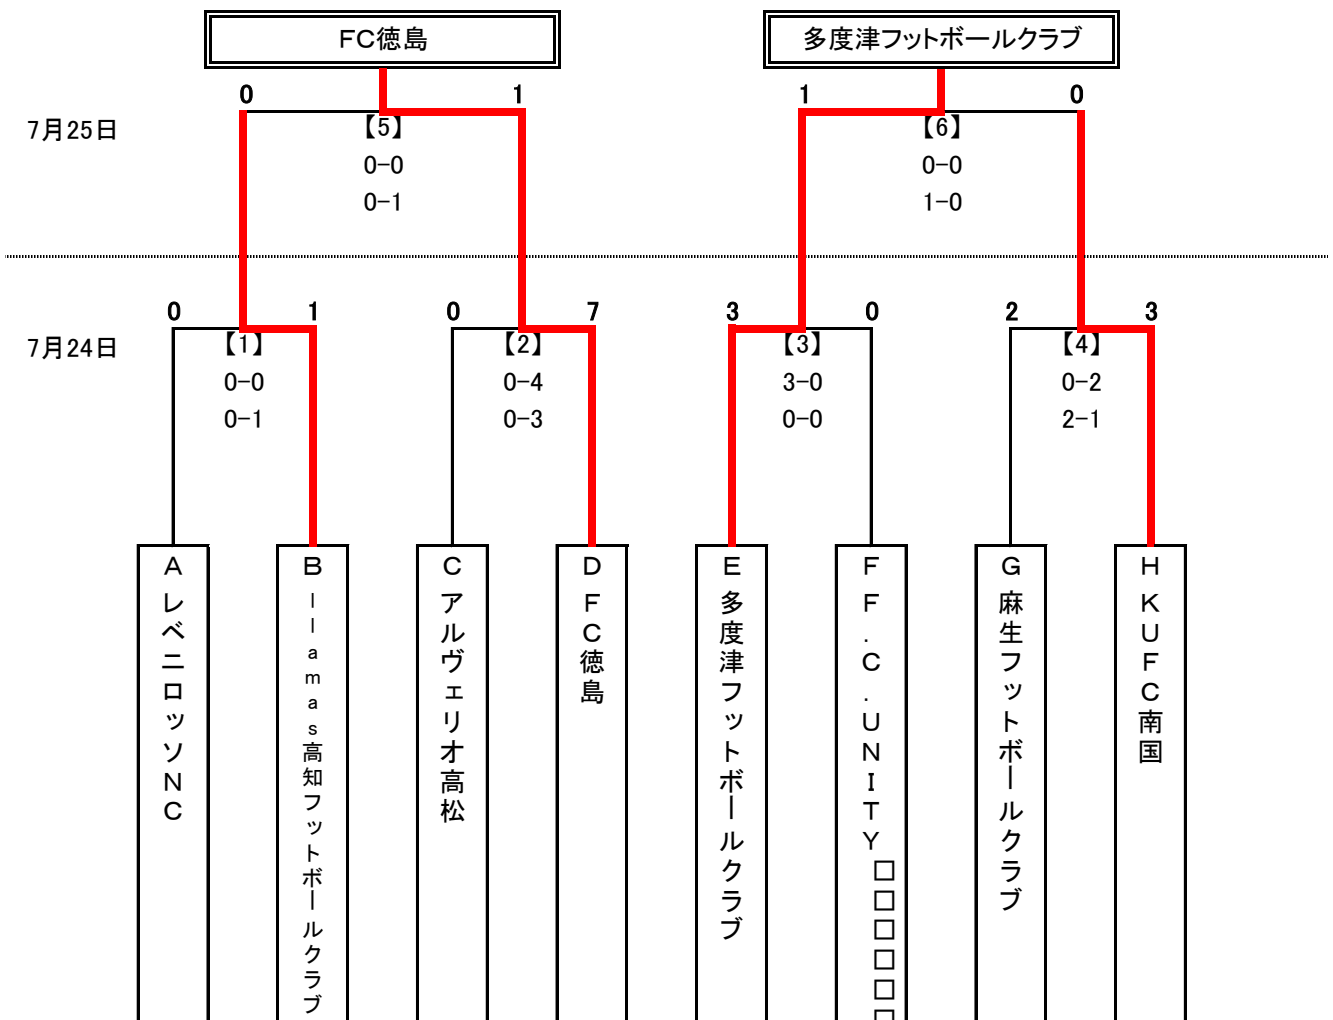 FC徳島
多度津フットボールクラブ
7月25日
0 1
【5】
0-0
0-1
1 0
【6】
0-0
1-0
7月24日
0 1
【1】
0-0
0-1
0 7
【2】
0-4
0-3
3 0
【3】
3-0
0-0
2 3
【4】
0-2
2-1
A レベニロッソNC
B llamas高知フットボールクラブ
C アルヴェリオ高松
D FC徳島
E 多度津フットボールクラブ
F F.C.UNITY□□□□□□
G 麻生フットボールクラブ
H KUFC南国